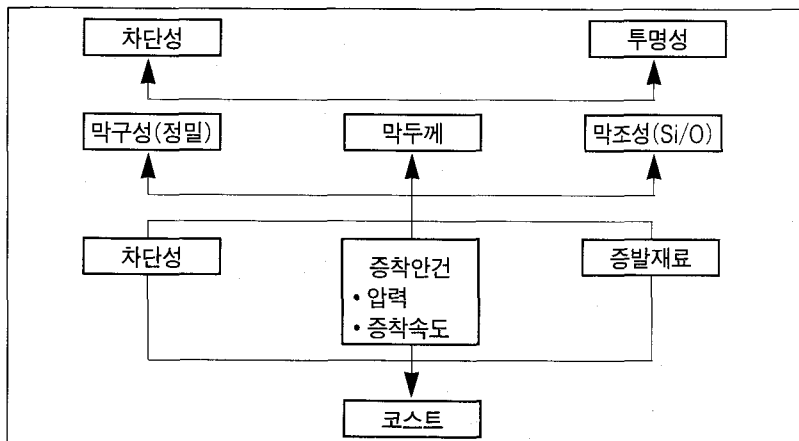 차단성
투명성
막구성(정밀)
막두께
막조성(Si/O)
차단성
증착안건
• 압력
• 증착속도
증발재료
코스트